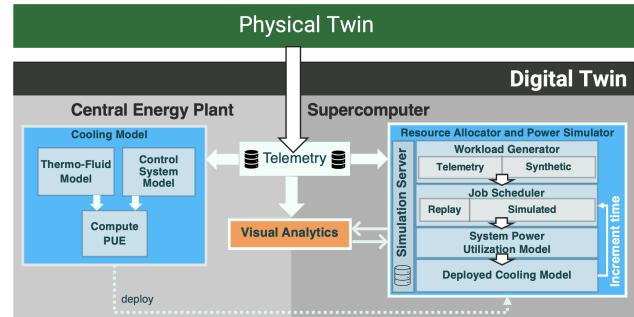 Physical Twin
Digital Twin
Central Energy Plant
Supercomputer
Cooling Model
Thermo-Fluid
Model
Control
System
Model
Compute
PUE
Telemetry
Visual Analytics
Resource Allocator and Power Simulator
Simulation Server
Workload Generator
Telemetry
Synthetic
Job Scheduler
Replay
Simulated
System Power
Utilization Model
Deployed Cooling Model
Increment time
deploy